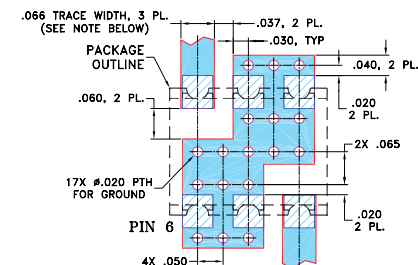 .066 TRACE WIDTH, 3 PL.
(SEE NOTE BELOW)
.037, 2 PL.
.030, TYP
PACKAGE
OUTLINE
.040, 2 PL.
.060, 2 PL.
.020
2 PL.
2X .065
17X ø.020 PTH
FOR GROUND
PIN 6
.020
2 PL.
4X .050